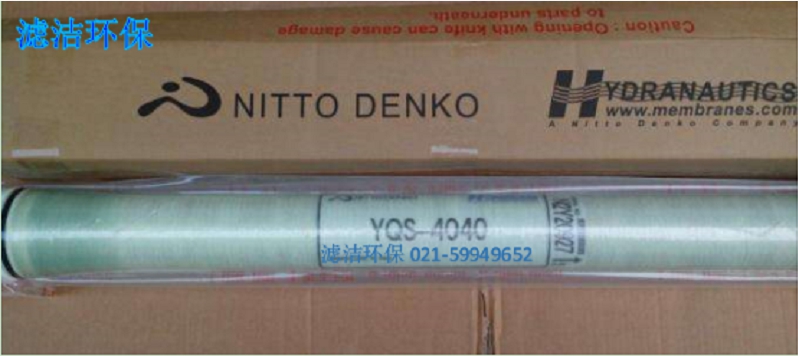 滤洁环保
Caution : Opening with knife can cause damage
to parts underneath.
NITTO DENKO
HYDRANAUTICS
www.membranes.com
A Nitto Denko Company
YQS-4040
滤洁环保 021-59949652